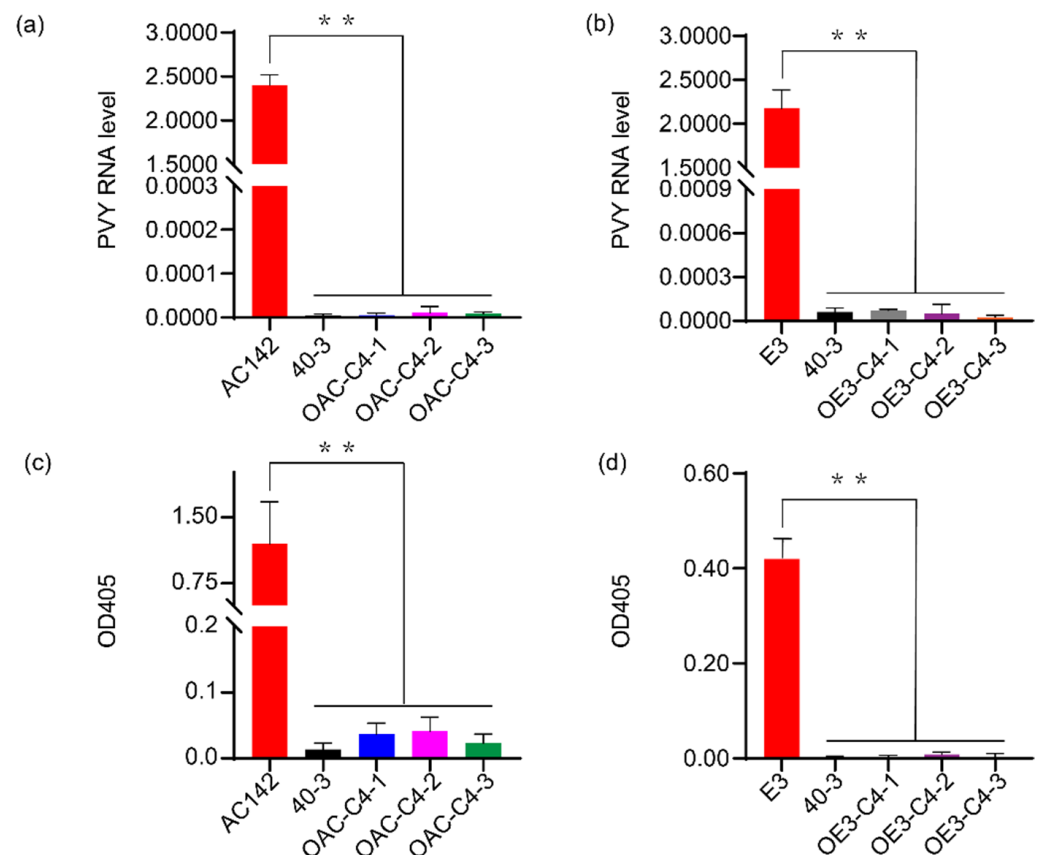 (a)
* *
PVY RNA level
3.0000
2.5000
2.0000
1.5000
0.0003
0.0002
0.0001
0.0000
AC142
40-3
OAC-C4-1
OAC-C4-2
OAC-C4-3
(b)
* *
PVY RNA level
3.0000
2.5000
2.0000
1.5000
0.0009
0.0006
0.0003
0.0000
E3
40-3
OE3-C4-1
OE3-C4-2
OE3-C4-3
(c)
* *
OD405
1.50
0.75
0.2
0.1
0.0
AC142
40-3
OAC-C4-1
OAC-C4-2
OAC-C4-3
(d)
* *
OD405
0.60
0.40
0.20
0.00
E3
40-3
OE3-C4-1
OE3-C4-2
OE3-C4-3